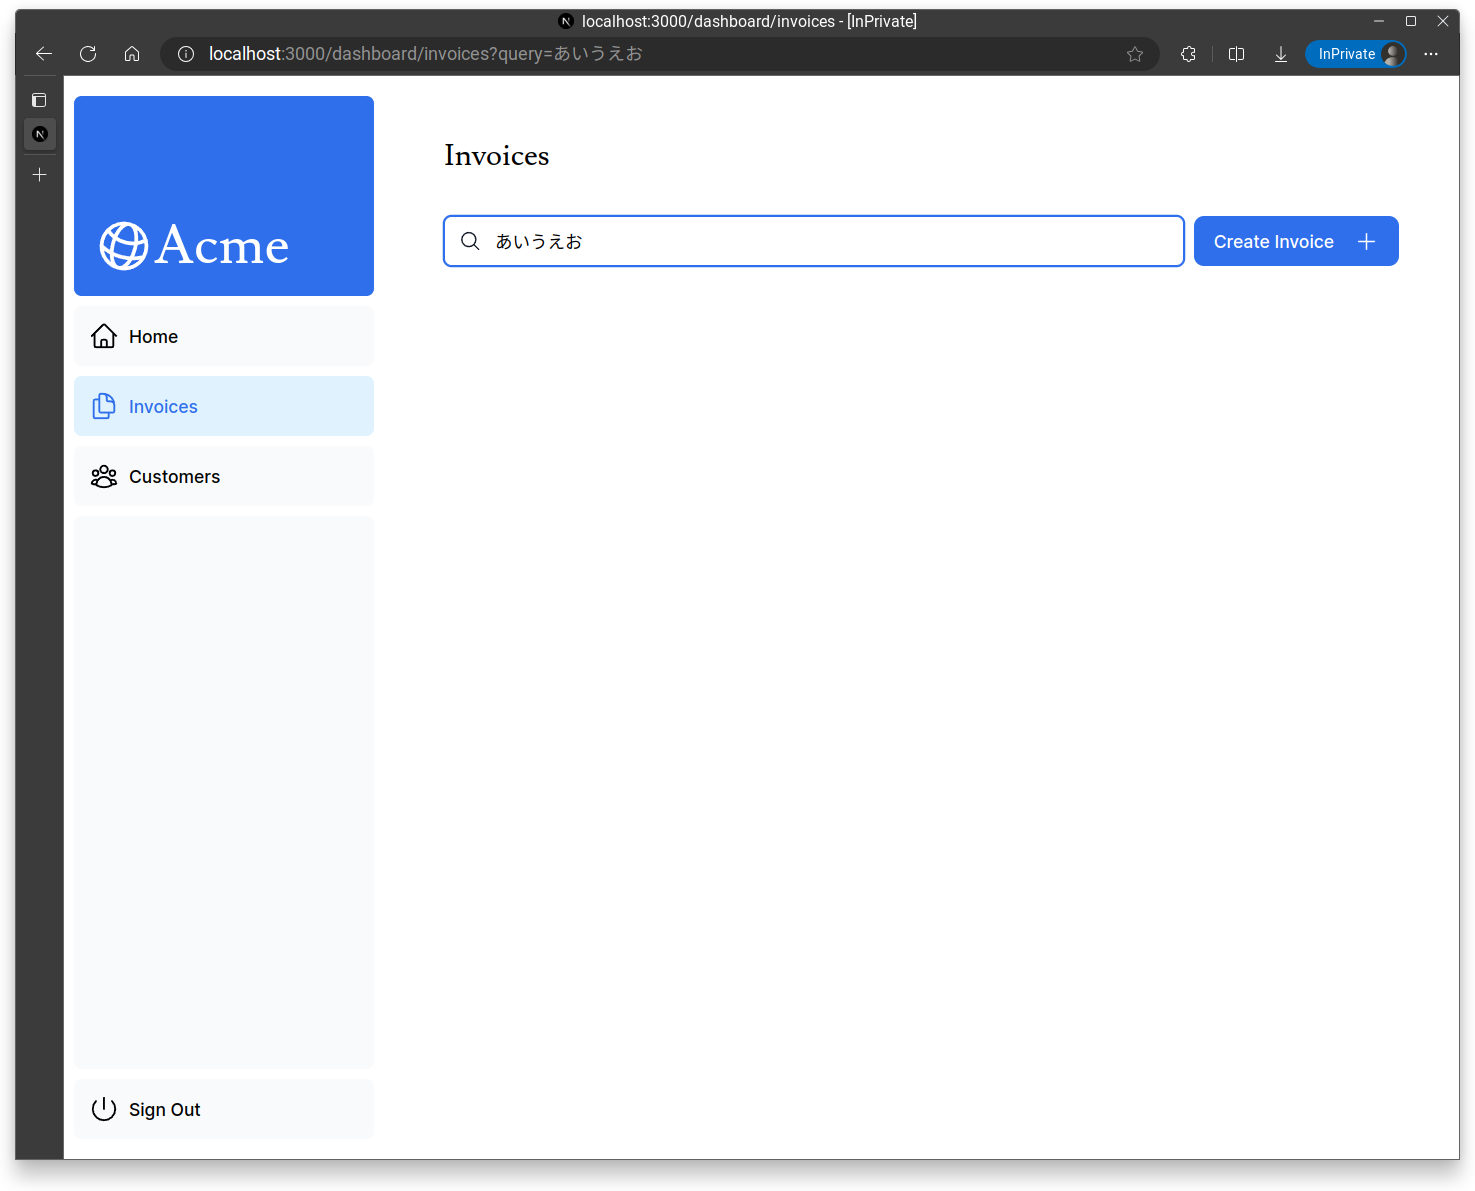 localhost:3000/dashboard/invoices - [InPrivate]
localhost:3000/dashboard/invoices?query=あいうえお
InPrivate
Acme
Home
Invoices
Customers
Sign Out
Invoices
あいうえお
Create Invoice